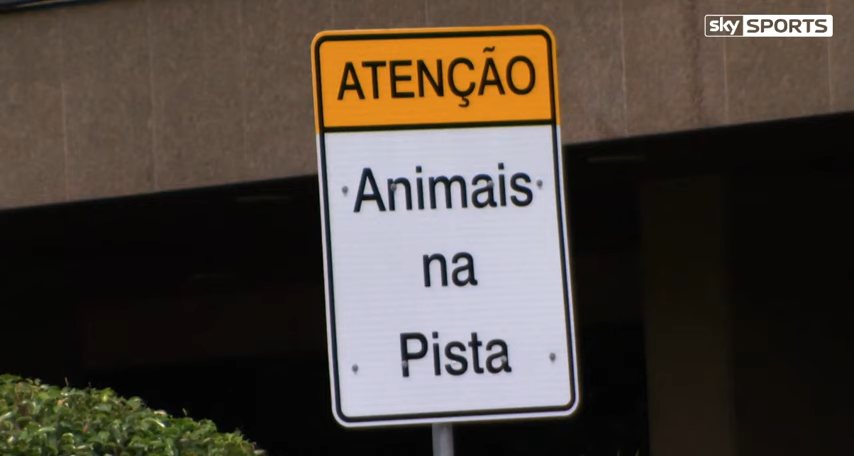 sky SPORTS
ATENÇÃO
Animais
na
Pista